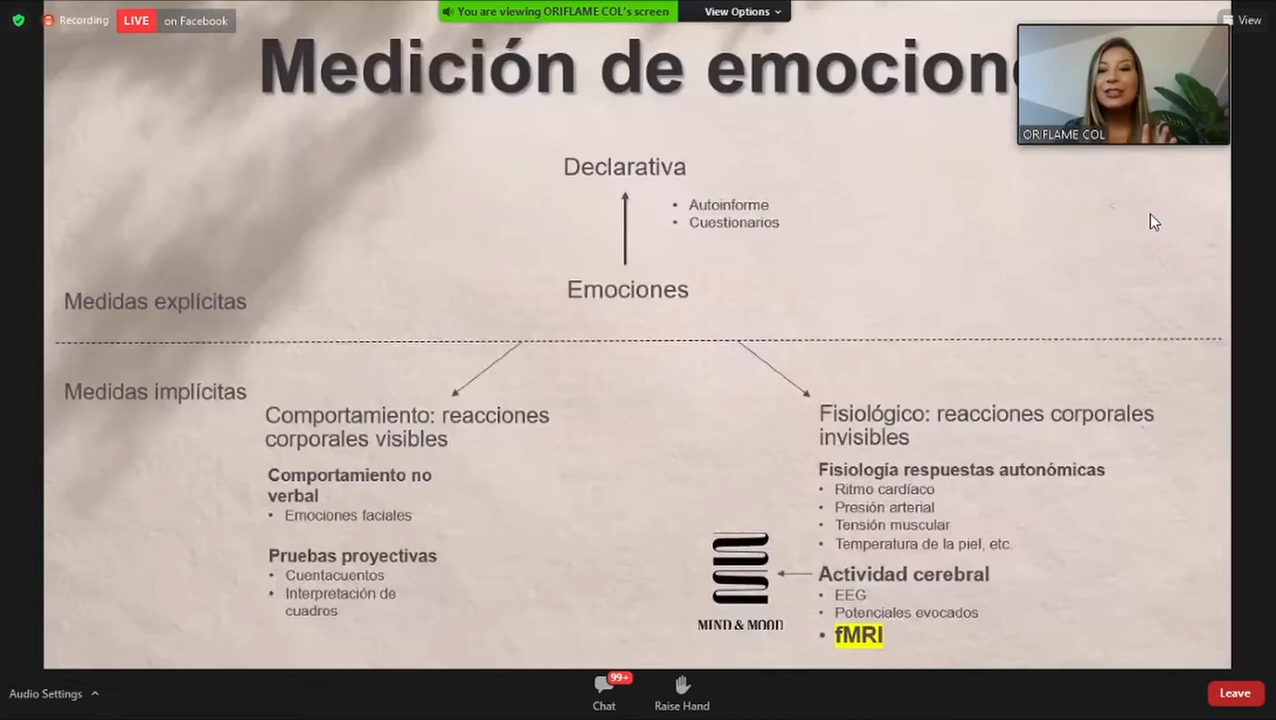 Recording
LIVE on Facebook
You are viewing ORIFLAME COL's screen
View Options
View
Medición de emocion
ORIFLAME COL
Declarativa
• Autoinforme
• Cuestionarios
Emociones
Medidas explícitas
Medidas implícitas
Comportamiento: reacciones
corporales visibles
Comportamiento no
verbal
• Emociones faciales
Pruebas proyectivas
• Cuentacuentos
• Interpretación de
cuadros
Fisiológico: reacciones corporales
invisibles
Fisiología respuestas autonómicas
• Ritmo cardíaco
• Presión arterial
• Tensión muscular
• Temperatura de la piel, etc.
Actividad cerebral
• EEG
• Potenciales evocados
• fMRI
MIND & MOOD
Audio Settings
99+
Chat
Raise Hand
Leave